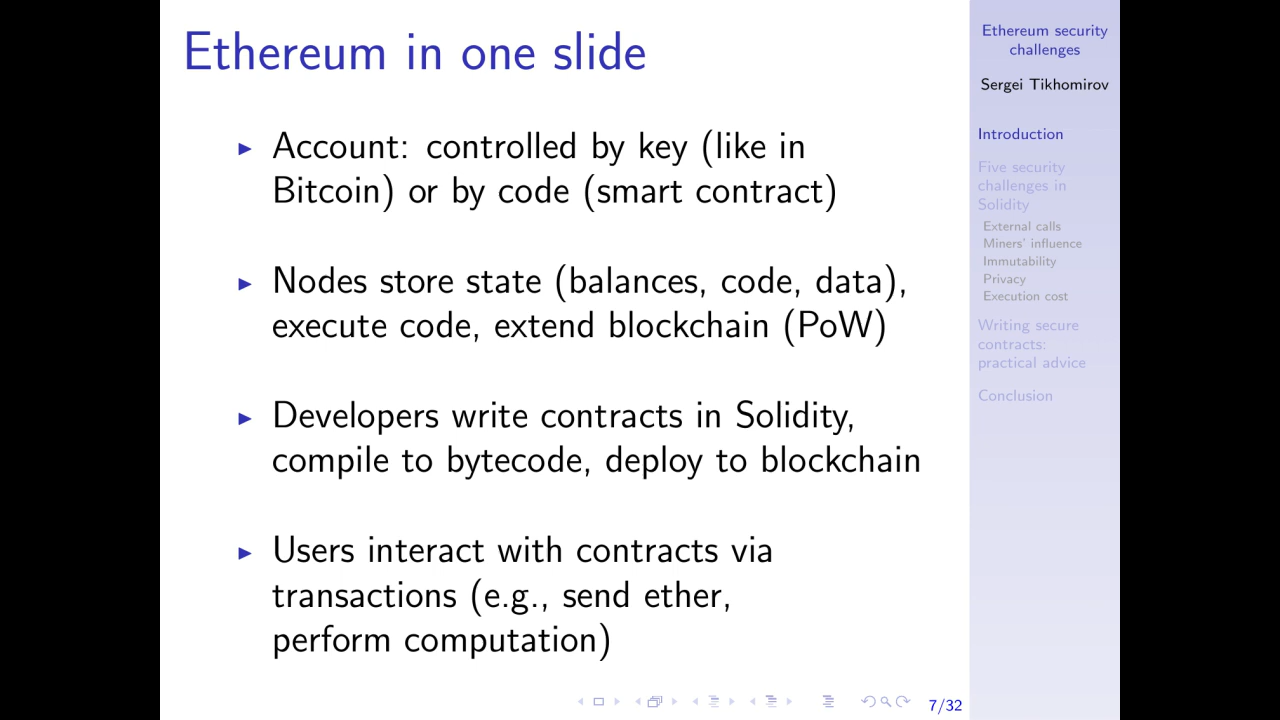 Ethereum in one slide
Account: controlled by key (like in
Bitcoin) or by code (smart contract)
Nodes store state (balances, code, data),
execute code, extend blockchain (PoW)
Developers write contracts in Solidity,
compile to bytecode, deploy to blockchain
Users interact with contracts via
transactions (e.g., send ether,
perform computation)
Ethereum security
challenges
Sergei Tikhomirov
Introduction
Five security
challenges in
Solidity
External calls
Miners' influence
Immutability
Privacy
Execution cost
Writing secure
contracts:
practical advice
Conclusion
7/32